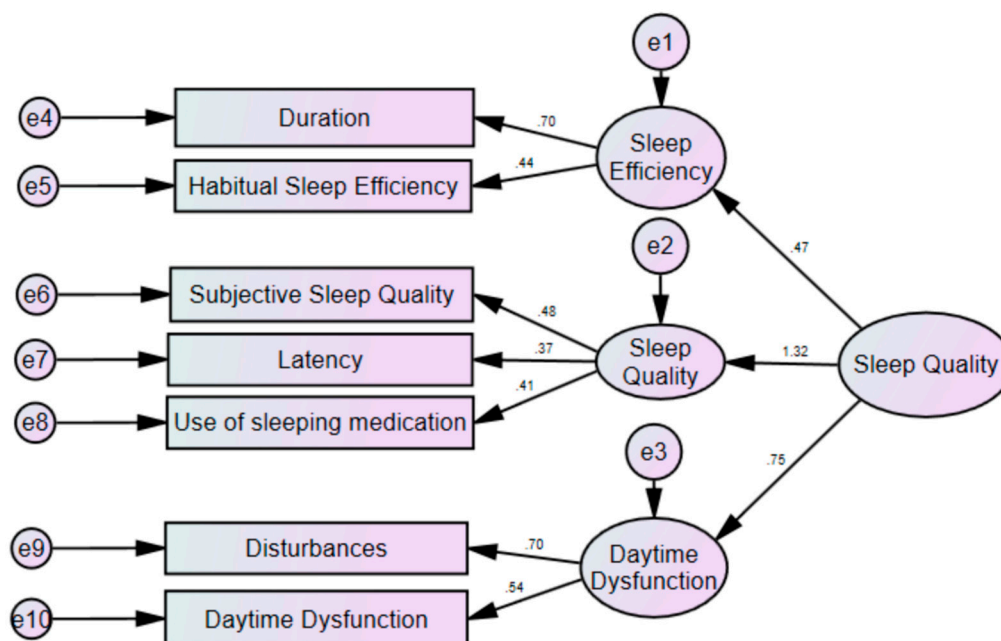 e1
e4
Duration
.70
Sleep
Efficiency
e5
Habitual Sleep Efficiency
.44
.47
e2
e6
Subjective Sleep Quality
.48
e7
Latency
.37
Sleep
Quality
1.32
Sleep Quality
e8
Use of sleeping medication
.41
e3
.75
e9
Disturbances
.70
Daytime
Dysfunction
e10
Daytime Dysfunction
.54